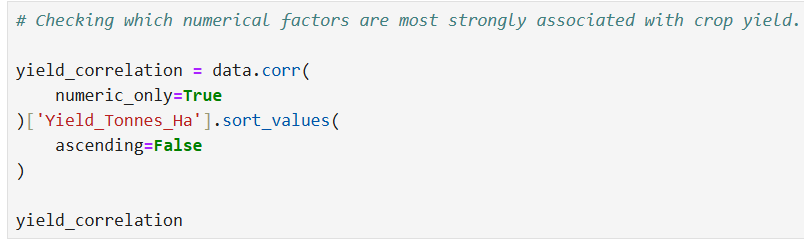 # Checking which numerical factors are most strongly associated with crop yield.

yield_correlation = data.corr(
    numeric_only=True
)['Yield_Tonnes_Ha'].sort_values(
    ascending=False
)

yield_correlation